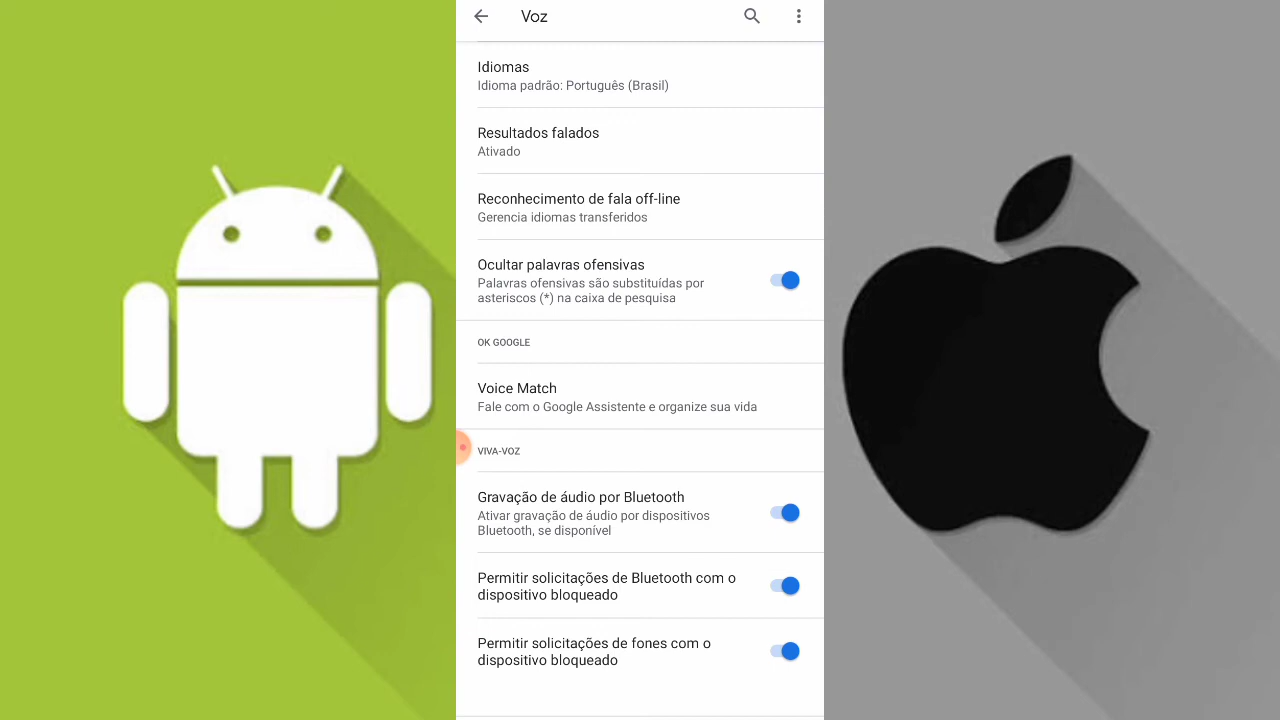 Voz
Idiomas
Idioma padrão: Português (Brasil)
Resultados falados
Ativado
Reconhecimento de fala off-line
Gerencia idiomas transferidos
Ocultar palavras ofensivas
Palavras ofensivas são substituídas por
asteriscos (*) na caixa de pesquisa
OK GOOGLE
Voice Match
Fale com o Google Assistente e organize sua vida
VIVA-VOZ
Gravação de áudio por Bluetooth
Ativar gravação de áudio por dispositivos
Bluetooth, se disponível
Permitir solicitações de Bluetooth com o
dispositivo bloqueado
Permitir solicitações de fones com o
dispositivo bloqueado